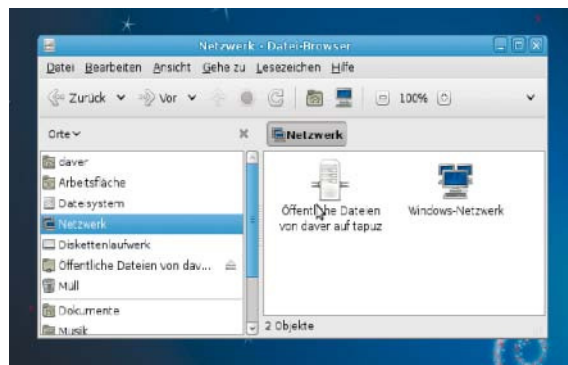 Netzwerk - Datei-Browser
Datei Bearbeiten Ansicht Gehe zu Lesezeichen Hilfe
Zurück Vor 100%
Orte
Netzwerk
daver
Arbeitsfläche
Dateisystem
Netzwerk
Diskettenlaufwerk
Öffentliche Dateien von dav...
Müll
Dokumente
Musik
Öffentliche Dateien
von daver auf tapuz
Windows-Netzwerk
2 Objekte